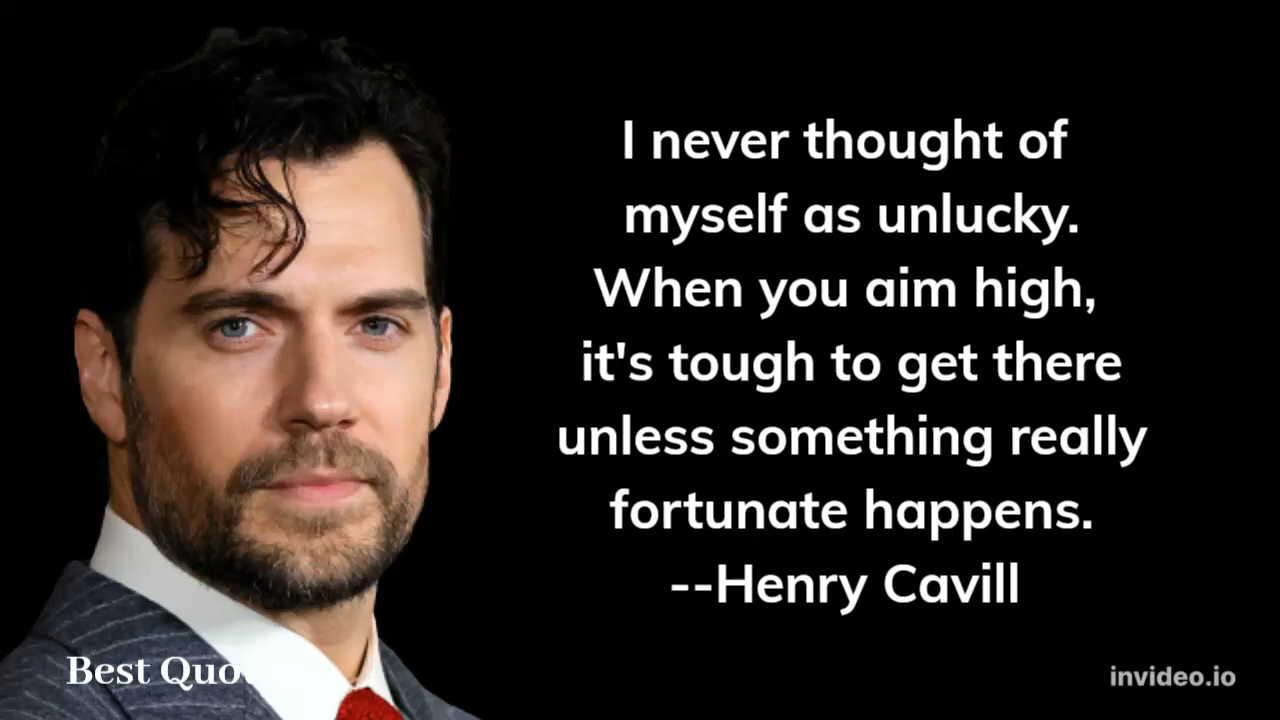 I never thought of
myself as unlucky.
When you aim high,
it's tough to get there
unless something really
fortunate happens.
--Henry Cavill
Best Quo
invideo.io